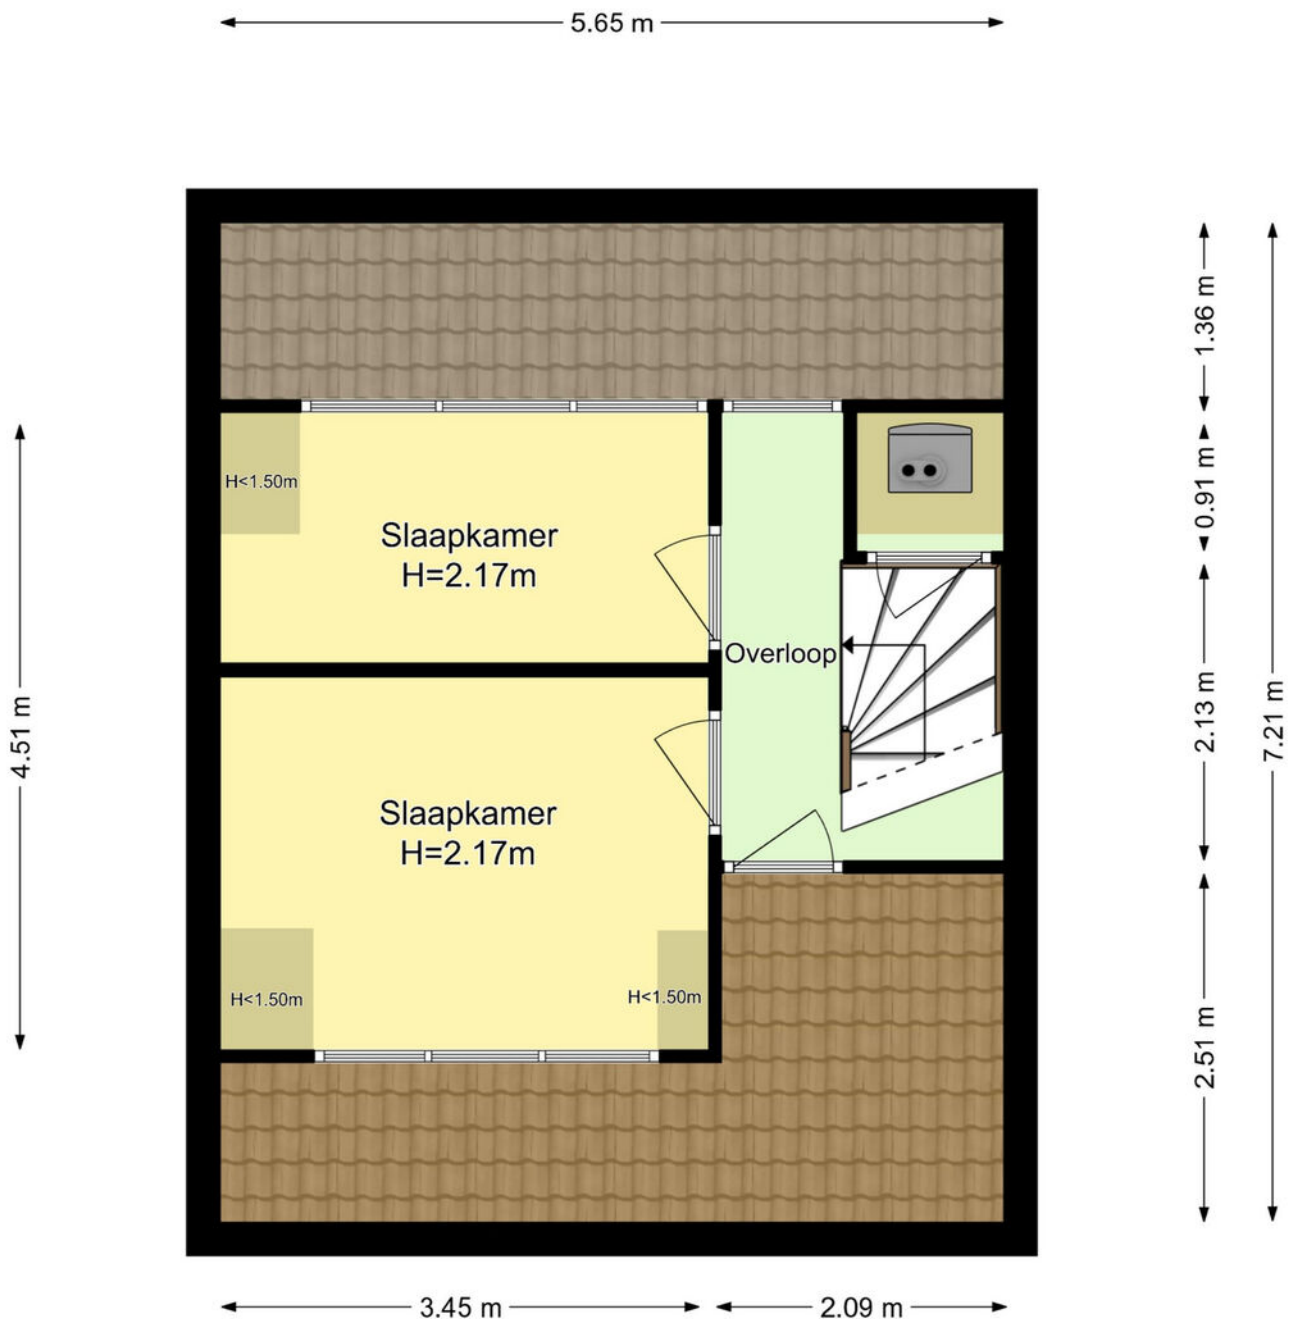 5.65 m
1.36 m
H<1.50m
0.91 m
Slaapkamer
H=2.17m
Overloop
4.51 m
2.13 m
7.21 m
Slaapkamer
H=2.17m
H<1.50m
H<1.50m
2.51 m
3.45 m
2.09 m